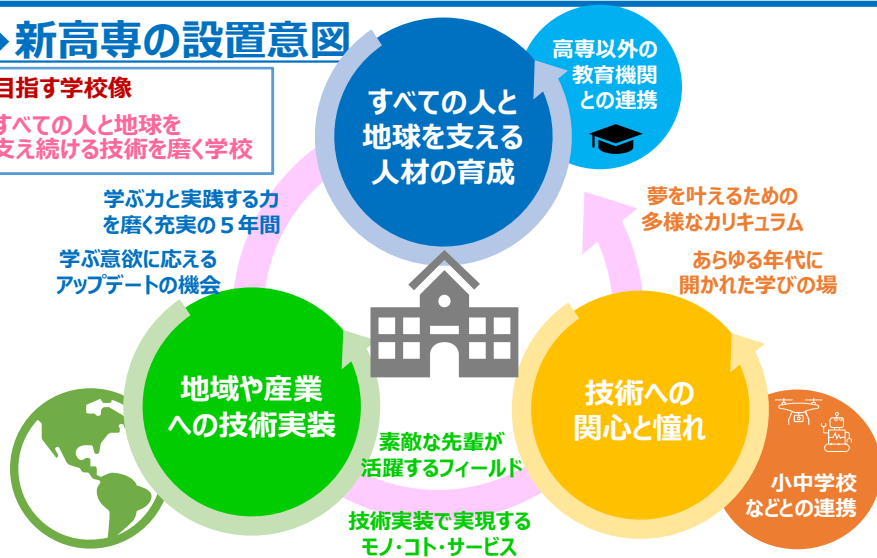 新高専の設置意図
目指す学校像
すべての人と地球を
支え続ける技術を磨く学校
すべての人と
地球を支える
人材の育成
高専以外の
教育機関
との連携
学ぶ力と実践する力
を磨く充実の5年間
学ぶ意欲に応える
アップデートの機会
夢を叶えるための
多様なカリキュラム
あらゆる年代に
開かれた学びの場
地域や産業
への技術実装
技術への
関心と憧れ
素敵な先輩が
活躍するフィールド
技術実装で実現する
モノ・コト・サービス
小中学校
などとの連携